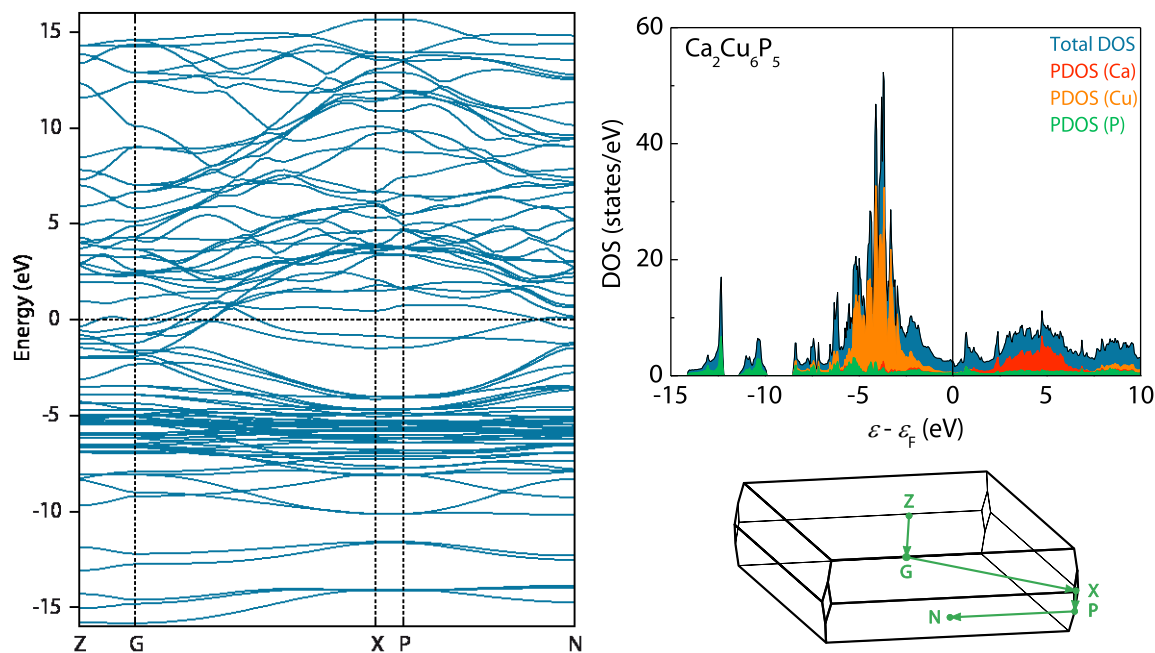 15
10
5
0
-5
-10
-15
Energy (eV)
Z G X P N
Ca₂Cu₆P₅
Total DOS
PDOS (Ca)
PDOS (Cu)
PDOS (P)
60
40
20
0
DOS (states/eV)
-15 -10 -5 0 5 10
ε - εF (eV)
Z
G
X
P
N